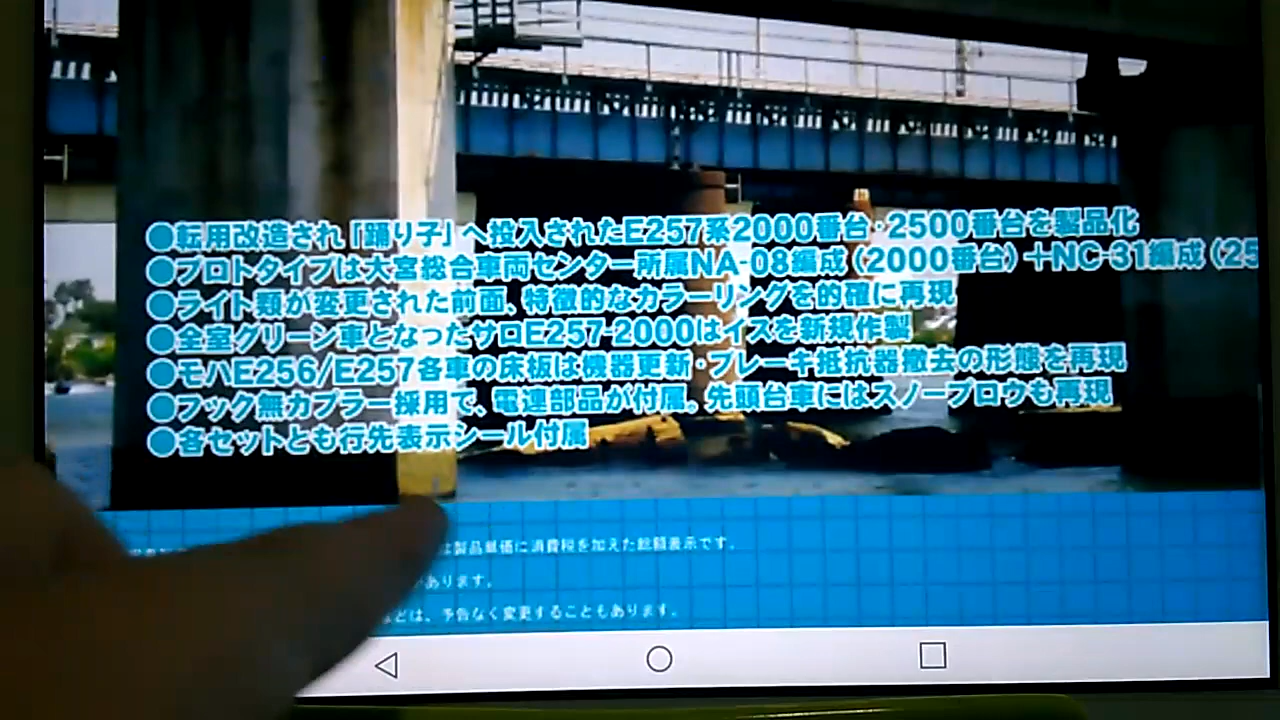 ●転用改造され「踊り子」へ投入されたE257系2000番台・2500番台を製品化
●プロトタイプは大宮総合車両センター所属NA-08編成（2000番台）＋NC-31編成（25
●ライト類が変更された前面、特徴的なカラーリングを的確に再現
●全室グリーン車となったサロE257-2000はイスを新規作製
●モハE256/E257各車の床板は機器更新・ブレーキ抵抗器撤去の形態を再現
●フック無カプラー採用で、電連部品が付属。先頭台車にはスノープロウも再現
●各セットとも行先表示シール付属
は製品単価に消費税を加えた総額表示です。
があります。
などは、予告なく変更することもあります。